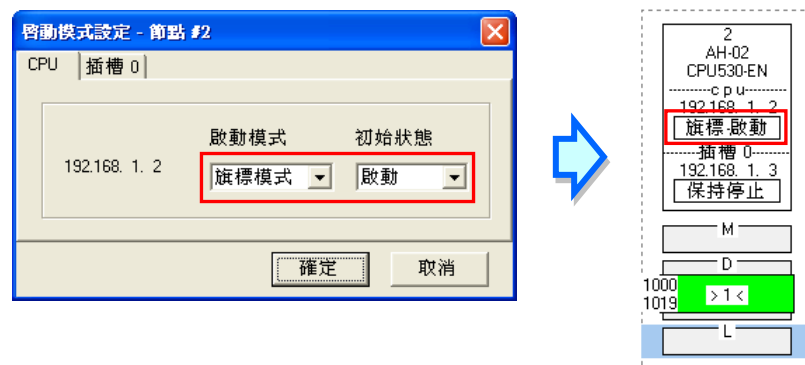 啓動模式設定 - 節點 #2
CPU
插槽 0
啟動模式
初始狀態
192.168. 1. 2
旗標模式
啟動
確定
取消
2
AH-02
CPU530-EN
c p u
192.168. 1. 2
旗標·啟動
插槽 0
192.168. 1. 3
保持停止
M
D
1000
1019
> 1 <
L